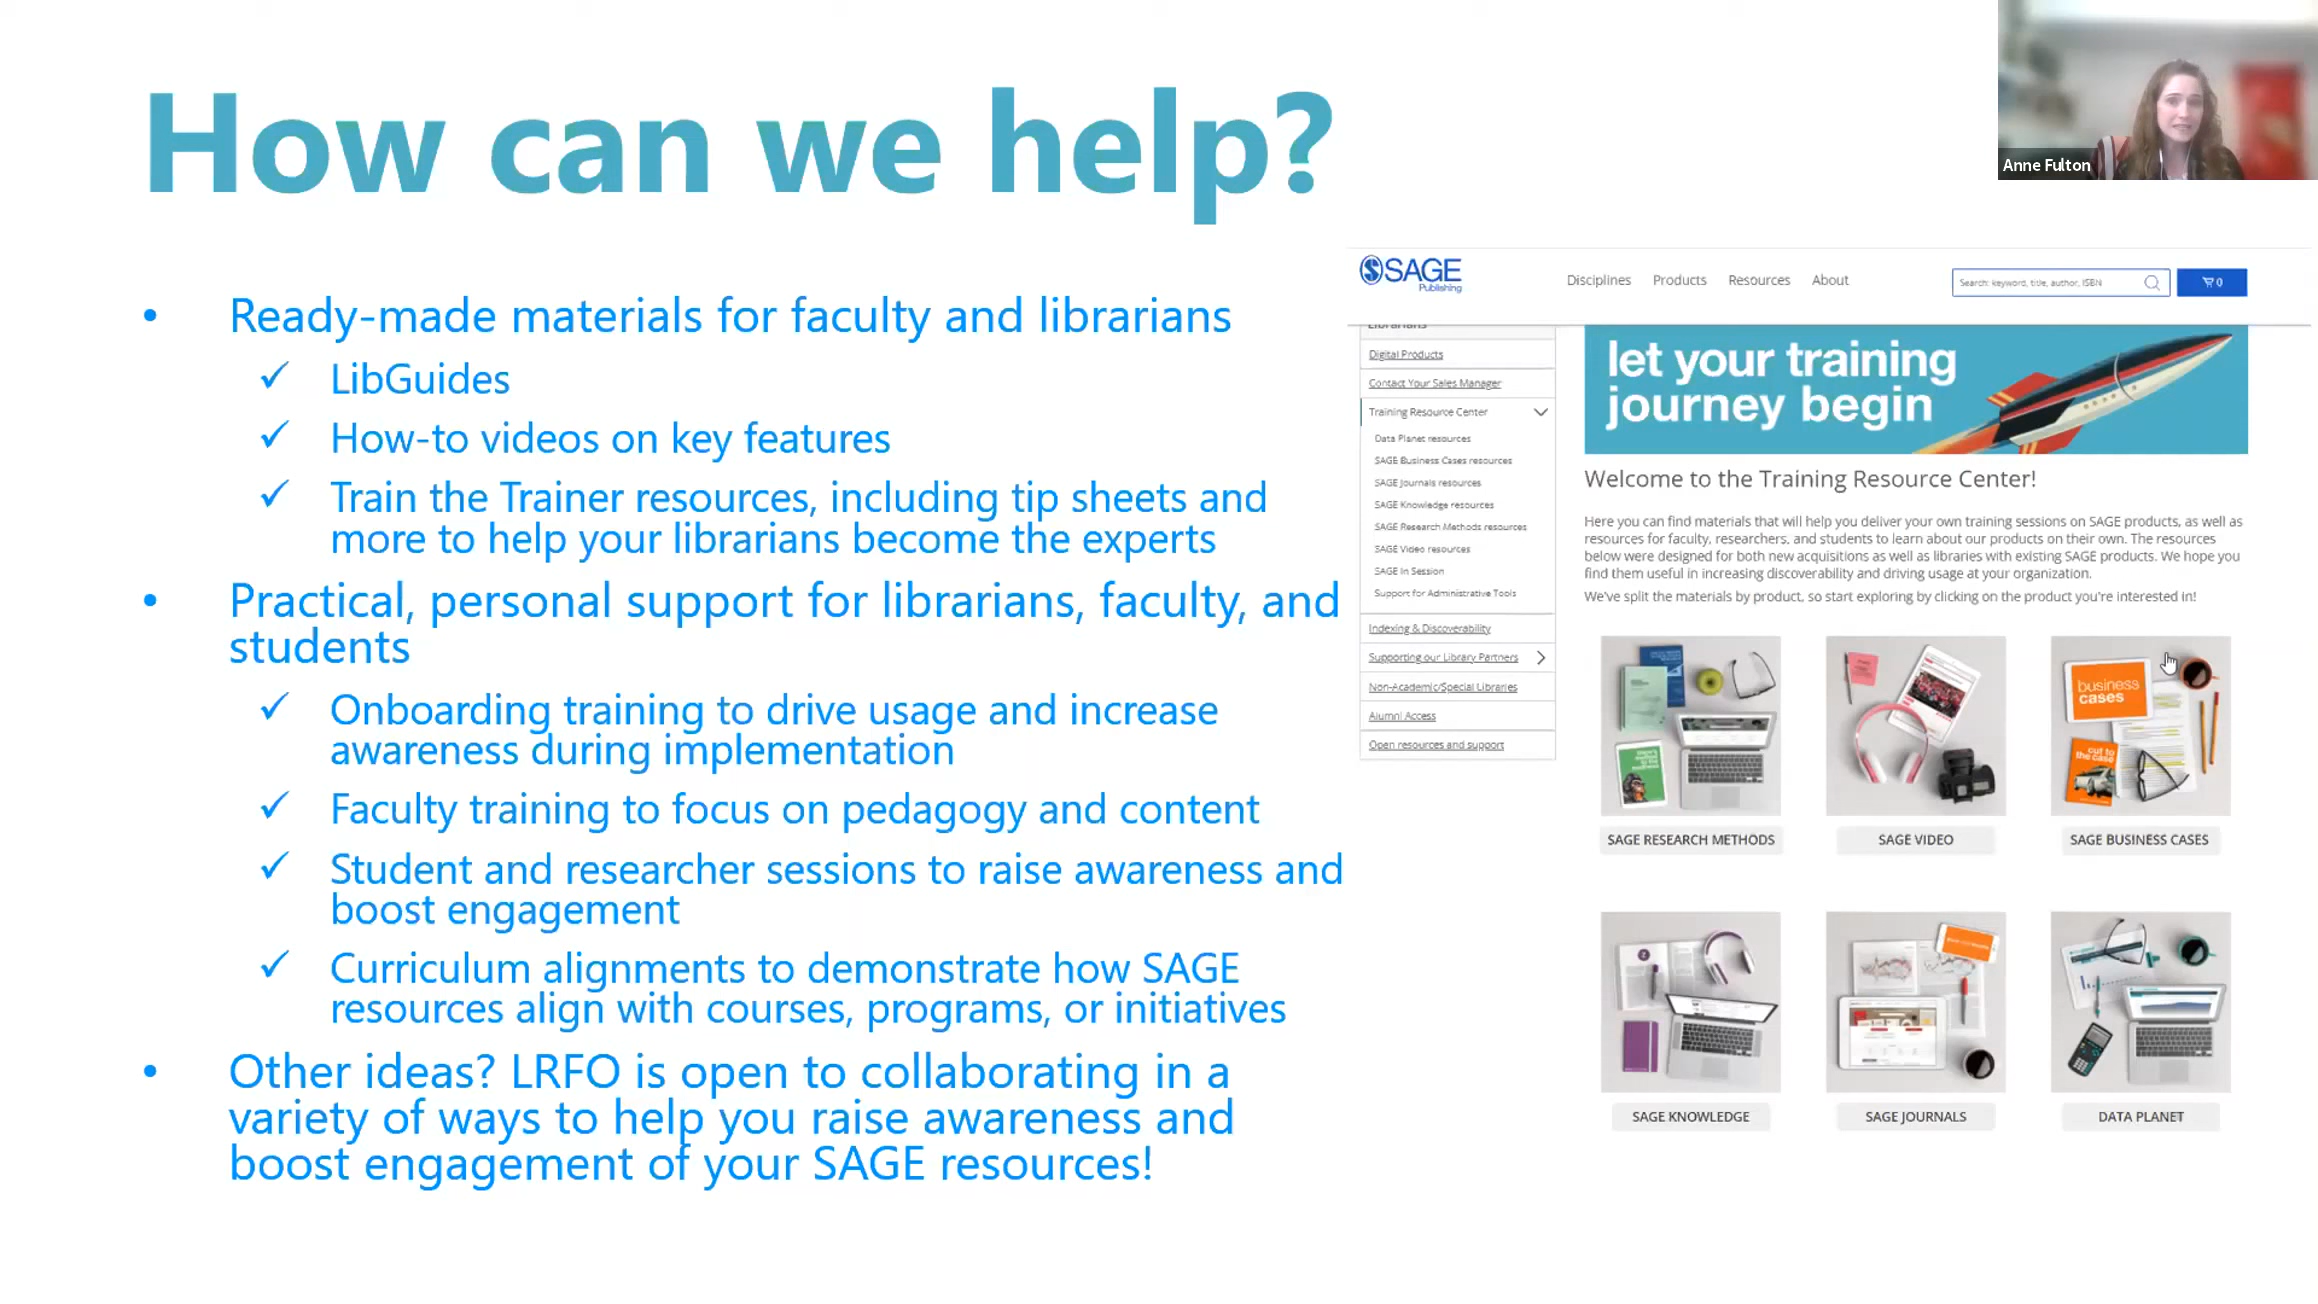 How can we help?
Anne Fulton
• Ready-made materials for faculty and librarians
✓ LibGuides
✓ How-to videos on key features
✓ Train the Trainer resources, including tip sheets and
more to help your librarians become the experts
• Practical, personal support for librarians, faculty, and
students
✓ Onboarding training to drive usage and increase
awareness during implementation
✓ Faculty training to focus on pedagogy and content
✓ Student and researcher sessions to raise awareness and
boost engagement
✓ Curriculum alignments to demonstrate how SAGE
resources align with courses, programs, or initiatives
• Other ideas? LRFO is open to collaborating in a
variety of ways to help you raise awareness and
boost engagement of your SAGE resources!
SAGE
Publishing
Disciplines Products Resources About
Search: keyword, title, author, ISBN
0
Librarians
Digital Products
Contact Your Sales Manager
Training Resource Center
Data Planet resources
SAGE Business Cases resources
SAGE Journals resources
SAGE Knowledge resources
SAGE Research Methods resources
SAGE Video resources
SAGE In Session
Support for Administrative Tools
Indexing & Discoverability
Supporting our Library Partners
Non-Academic/Special Libraries
Alumni Access
Open resources and support
let your training
journey begin
Welcome to the Training Resource Center!
Here you can find materials that will help you deliver your own training sessions on SAGE products, as well as
resources for faculty, researchers, and students to learn about our products on their own. The resources
below were designed for both new acquisitions as well as libraries with existing SAGE products. We hope you
find them useful in increasing discoverability and driving usage at your organization.
We've split the materials by product, so start exploring by clicking on the product you're interested in!
business
cases
cut to
the case
SAGE RESEARCH METHODS
SAGE VIDEO
SAGE BUSINESS CASES
SAGE KNOWLEDGE
SAGE JOURNALS
DATA PLANET